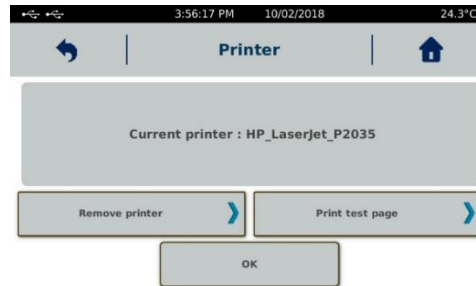 3:56:17 PM 10/02/2018 24.3°C
Printer
Current printer : HP_LaserJet_P2035
Remove printer Print test page
OK